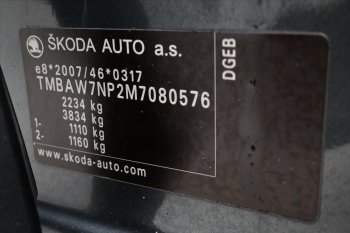 ŠKODA AUTO a.s.
DGEB
e8*2007/46*0317
TMBAW7NP2M7080576
2234 kg
3834 kg
1- 1110 kg
2- 1160 kg
www.skoda-auto.com